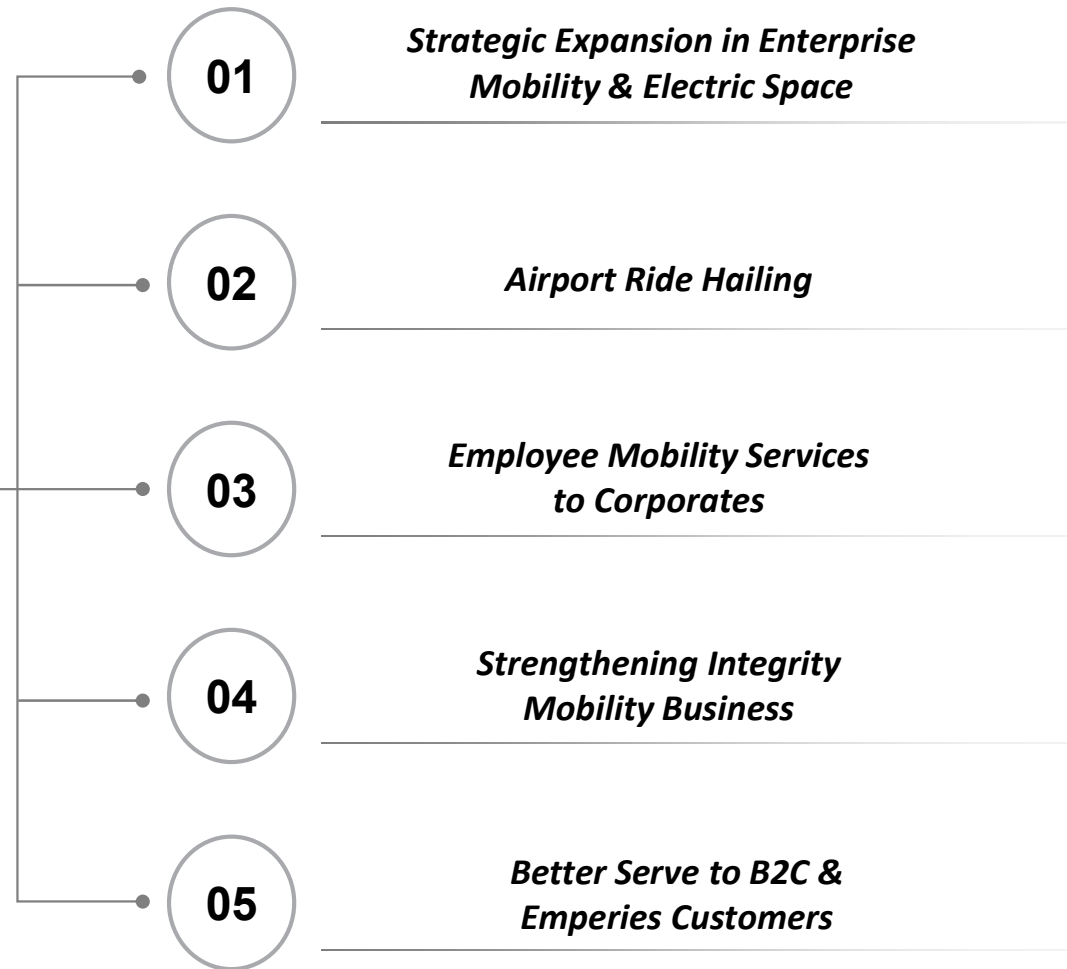 01
Strategic Expansion in Enterprise
Mobility & Electric Space
02
Airport Ride Hailing
03
Employee Mobility Services
to Corporates
04
Strengthening Integrity
Mobility Business
05
Better Serve to B2C &
Emperies Customers